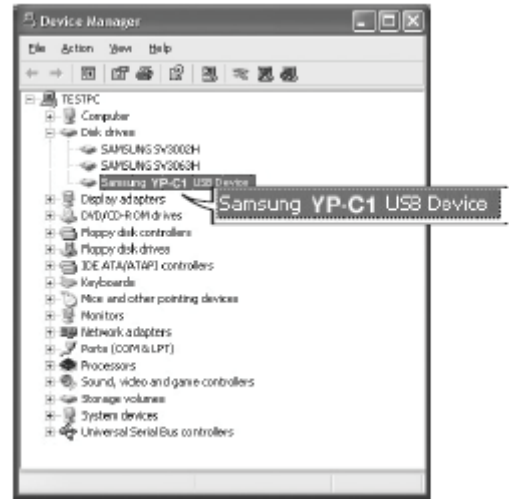 Device Manager
File Action View Help
TESTPC
Computer
Disk drives
SAMSUNG SV3002H
SAMSUNG SV3063H
Samsung YP-C1 USB Device
Samsung YP-C1 USB Device
Display adapters
DVD/CD-ROM drives
Floppy disk controllers
Floppy disk drives
IDE ATA/ATAPI controllers
Keyboards
Mice and other pointing devices
Monitors
Network adapters
Ports (COM & LPT)
Processors
Sound, video and game controllers
Storage volumes
System devices
Universal Serial Bus controllers